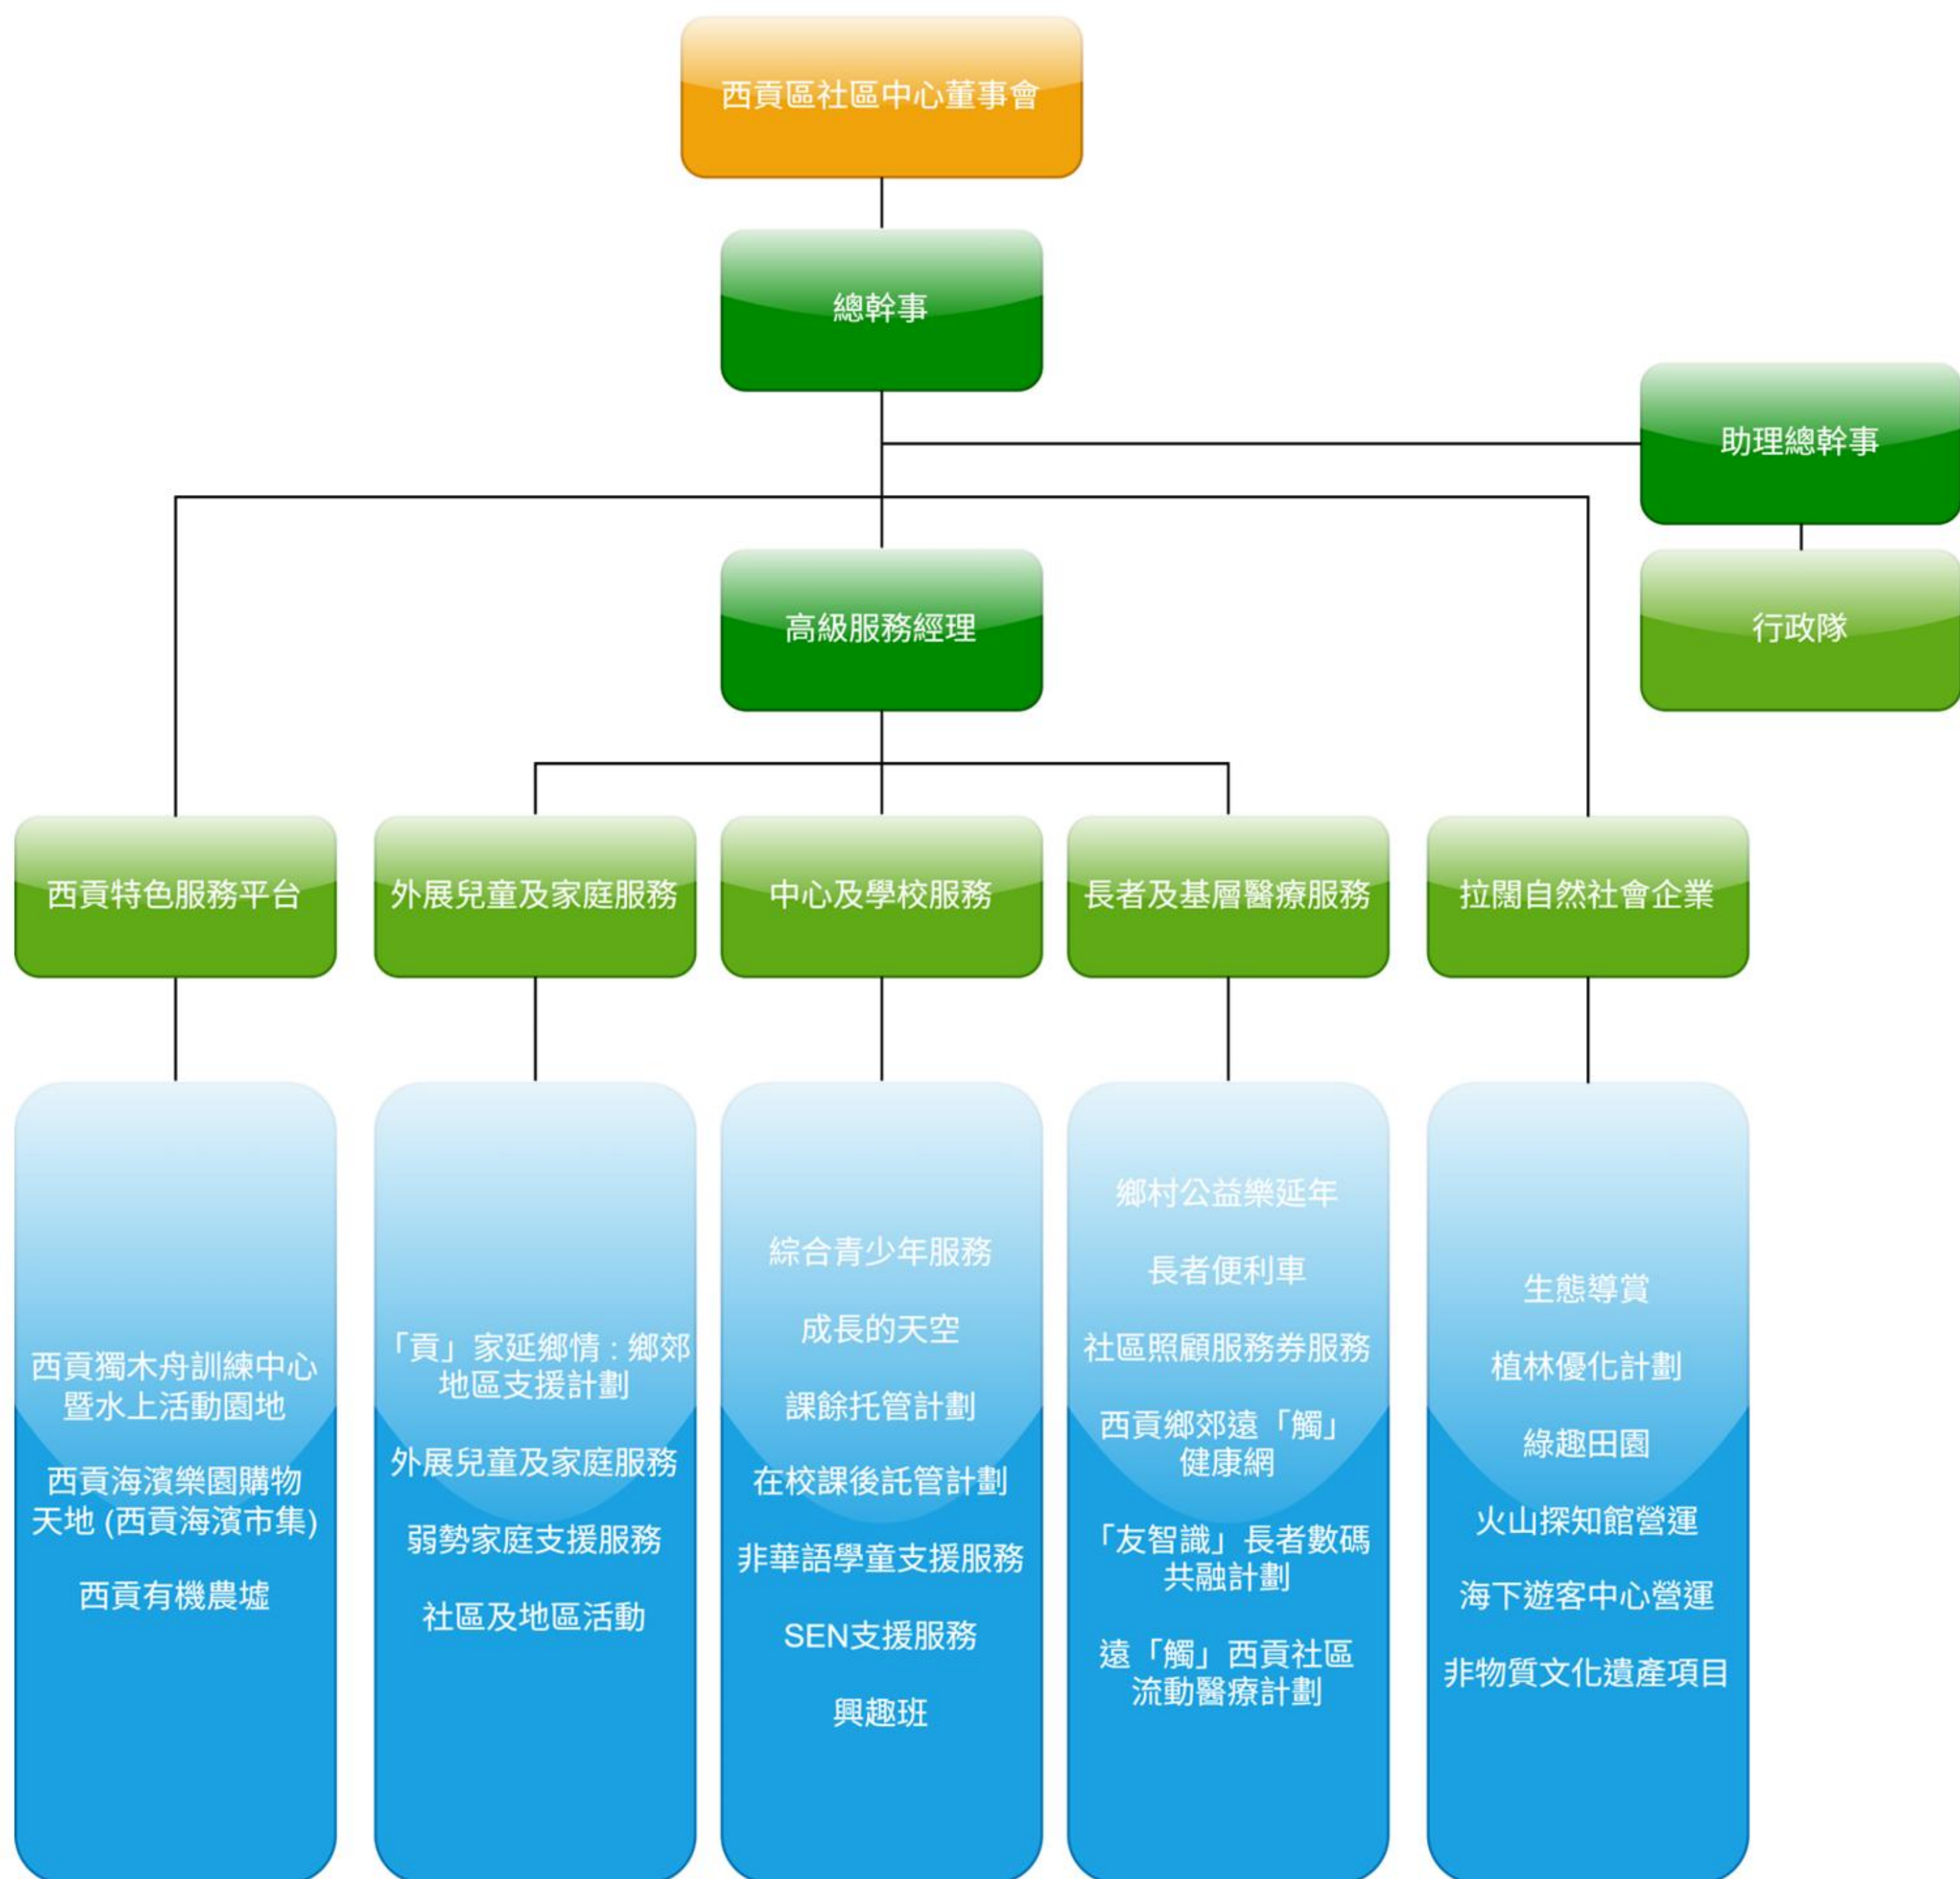 西貢區社區中心董事會
總幹事
助理總幹事
高級服務經理
行政隊
西貢特色服務平台
外展兒童及家庭服務
中心及學校服務
長者及基層醫療服務
拉闊自然社會企業
西貢獨木舟訓練中心
暨水上活動園地
西貢海濱樂園購物
天地 (西貢海濱市集)
西貢有機農墟
「貢」家延鄉情 : 鄉郊
地區支援計劃
外展兒童及家庭服務
弱勢家庭支援服務
社區及地區活動
綜合青少年服務
成長的天空
課餘托管計劃
在校課後託管計劃
非華語學童支援服務
SEN支援服務
興趣班
鄉村公益樂延年
長者便利車
社區照顧服務券服務
西貢鄉郊遠「觸」
健康網
「友智識」長者數碼
共融計劃
遠「觸」西貢社區
流動醫療計劃
生態導賞
植林優化計劃
綠趣田園
火山探知館營運
海下遊客中心營運
非物質文化遺產項目